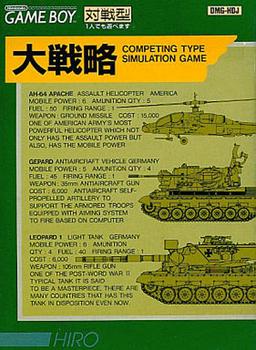 Nintendo
GAME BOY
対戦型
1人でも遊べます
DMG-HDJ
大戦略
COMPETING TYPE
SIMULATION GAME
AH-64 APACHE ASSAULT HELICOPTER AMERICA
MOBILE POWER : 6 AMUNITION QTY : 5
FUEL : 50 FIRING RANGE : 1
WEAPON : GROUND MISSILE COST : 15,000
ONE OF AMERICAN ARMY'S MOST
POWERFUL HELICOPTER WHICH NOT
ONLY HAS THE ASSAULT POWER BUT
ALSO, HAS THE MOBILE POWER
GEPARD ANTIAIRCRAFT VEHICLE GERMANY
MOBILE POWER : 6 AMUNITION QTY : 4
FUEL : 45 FIRING RANGE : 1
WEAPON : 35mm ANTIAIRCRAFT GUN
COST : 6,000 ANTIAIRCRAFT SELF-
PROPELLED ARTILLERY TO
SUPPORT THE ARMORED TROOPS
EQUIPPED WITH AIMING SYSTEM
TO FIRE BASED ON COMPUTER
LEOPARD 1 LIGHT TANK GERMANY
MOBILE POWER : 6 AMUNITION
QTY : 4 FUEL : 40 FIRING RANGE : 1
COST : 6,000
WEAPON : 105mm RIFLE GUN
ONE OF THE POST-WORD WAR II
TYPICAL TANK IT IS SAID
TO BE A MASTERPIECE, THERE ARE
MANY COUNTRIES THAT HAS THIS
TANK IN DISPOSITION EVEN NOW.
HIRO